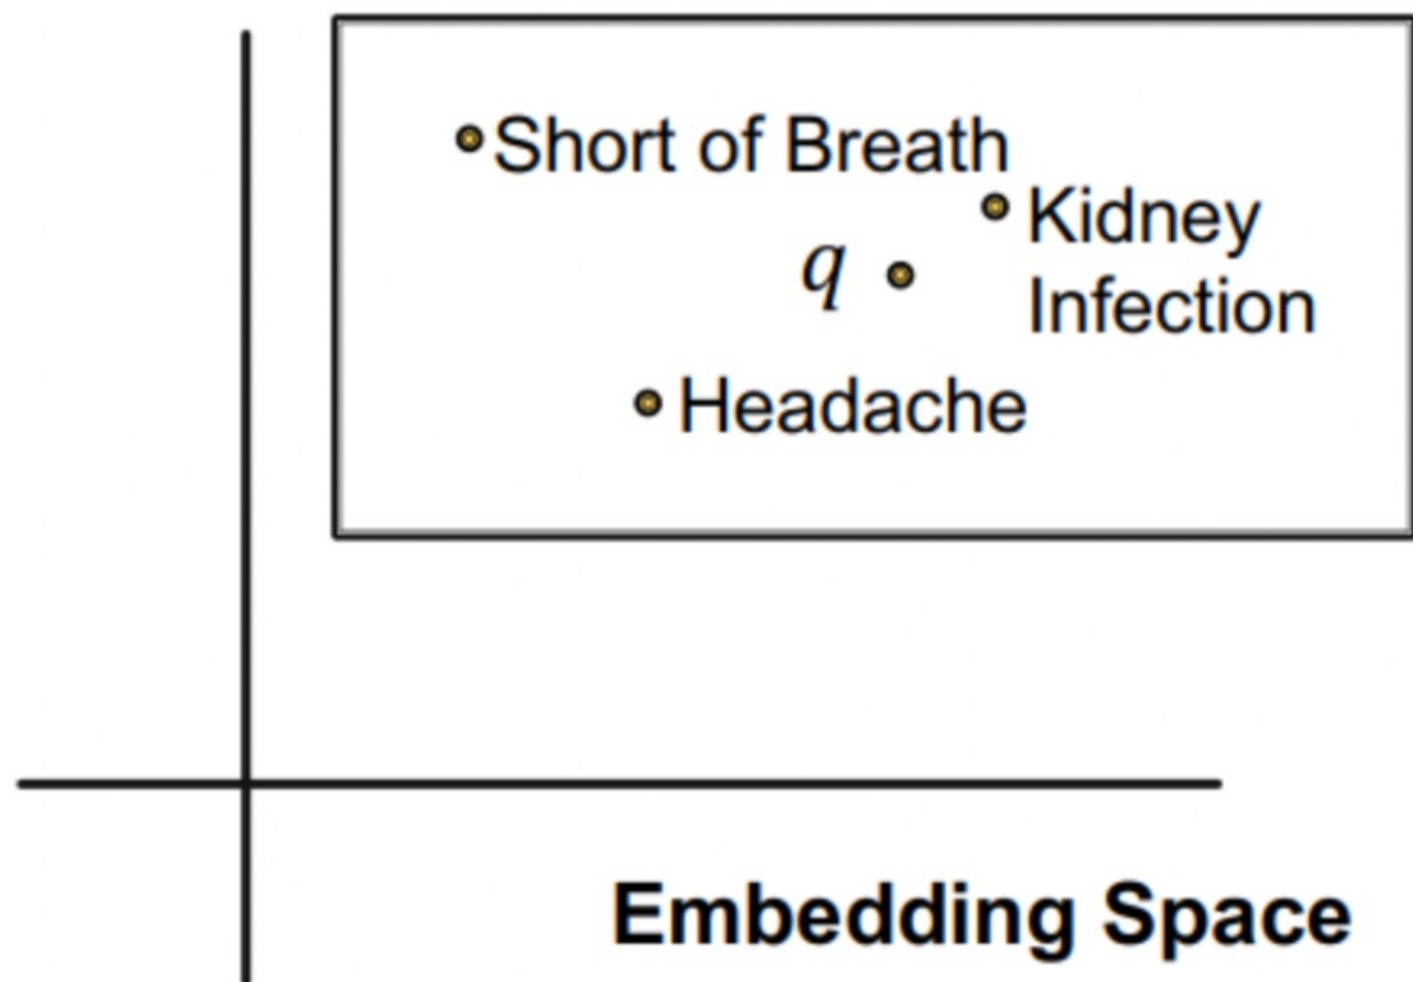 Short of Breath
Kidney
Infection
q
Headache
Embedding Space